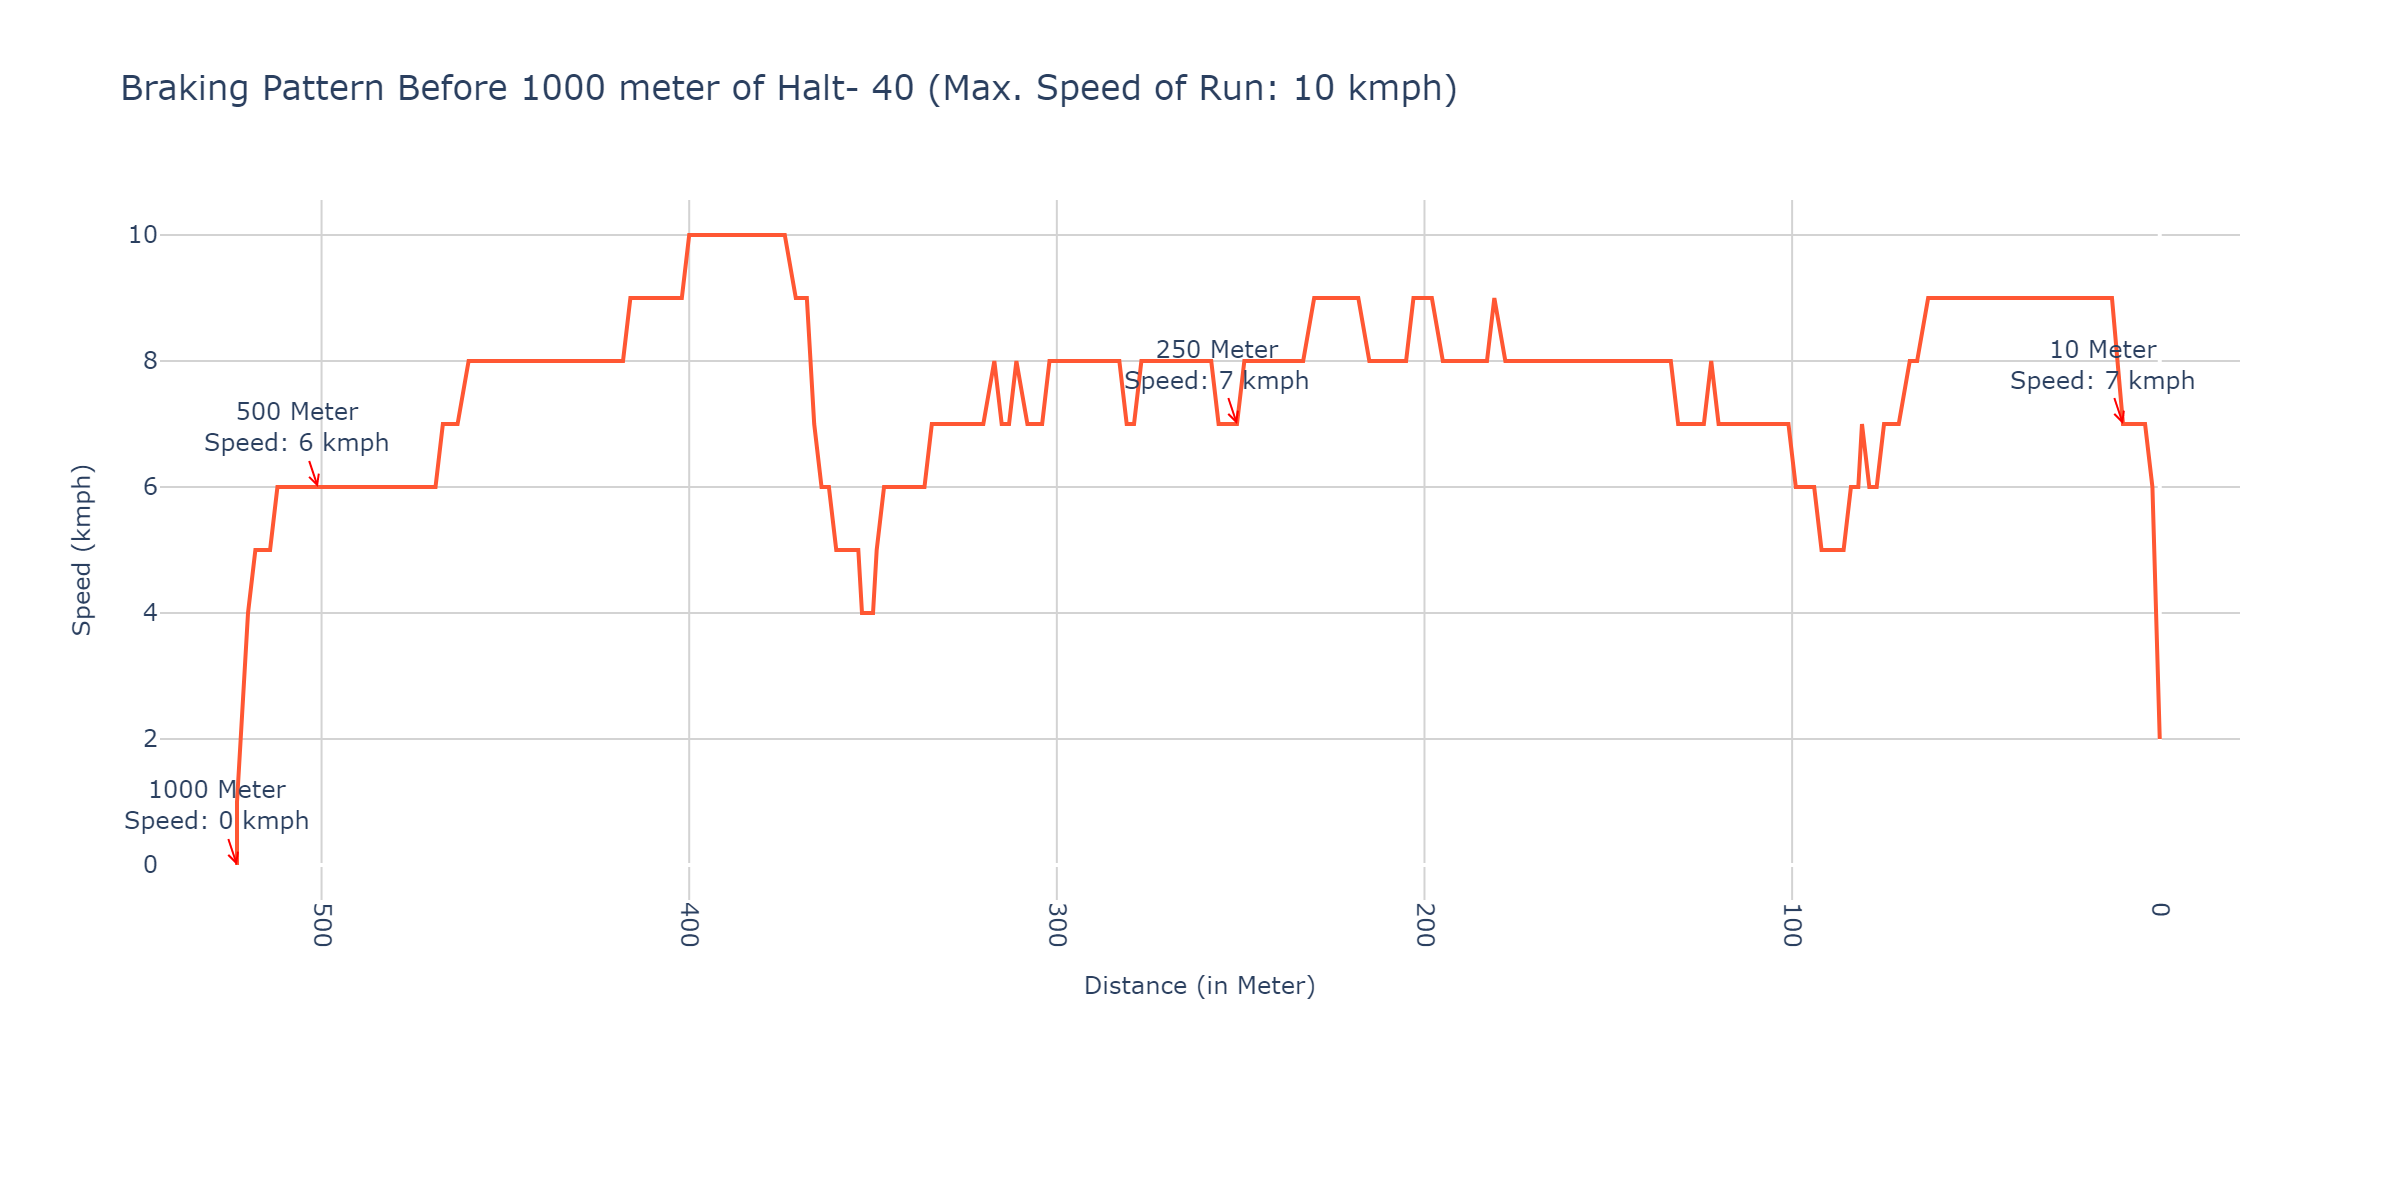 Braking Pattern Before 1000 meter of Halt- 40 (Max. Speed of Run: 10 kmph)
10
8
6
4
2
0
Speed (kmph)
1000 Meter
Speed: 0 kmph
500 Meter
Speed: 6 kmph
250 Meter
Speed: 7 kmph
10 Meter
Speed: 7 kmph
500
400
300
200
100
0
Distance (in Meter)